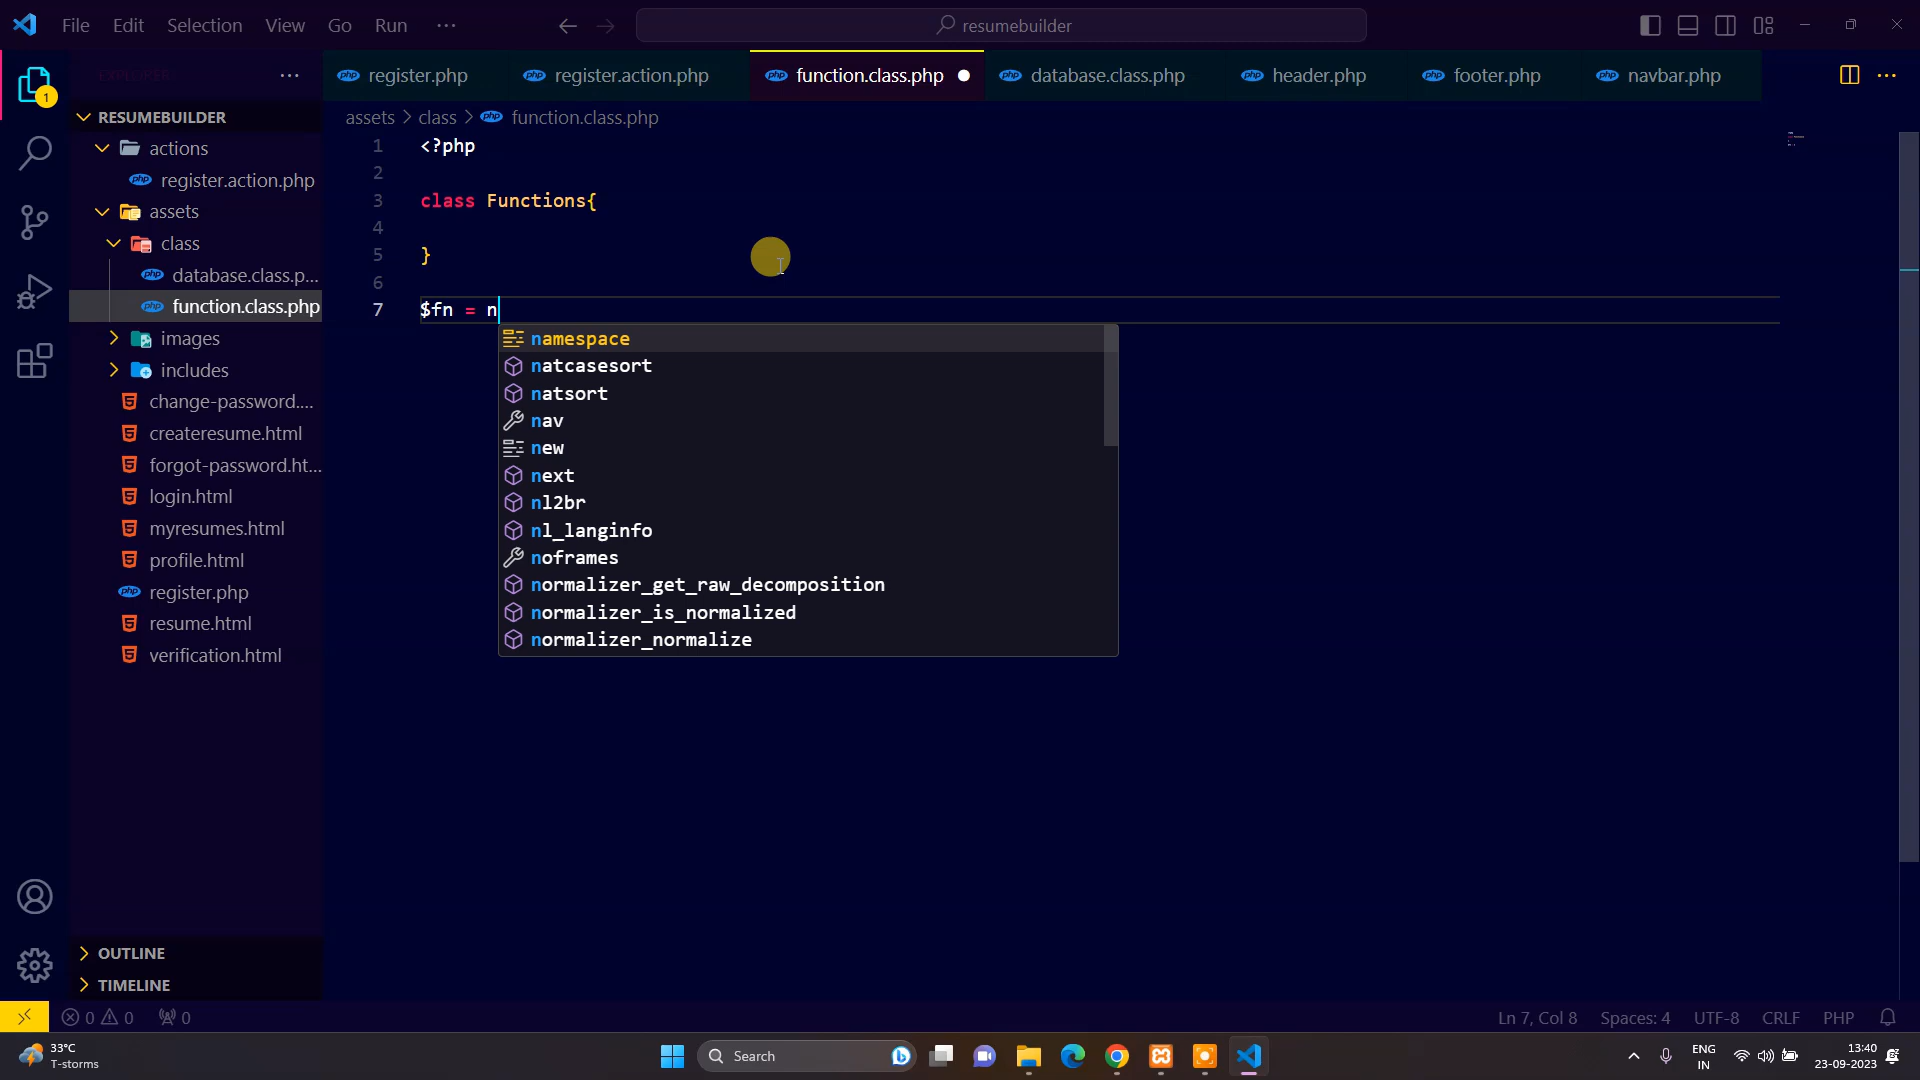 File Edit Selection View Go Run ···
resumebuilder
EXPLORER
register.php register.action.php function.class.php database.class.php header.php footer.php navbar.php
RESUMEBUILDER
assets > class > function.class.php
actions
register.action.php
assets
class
database.class.p...
function.class.php
images
includes
change-password....
createresume.html
forgot-password.ht...
login.html
myresumes.html
profile.html
register.php
resume.html
verification.html
OUTLINE
TIMELINE
1 <?php
2
3 class Functions{
4
5 }
6
7 $fn = n
namespace
natcasesort
natsort
nav
new
next
nl2br
nl_langinfo
noframes
normalizer_get_raw_decomposition
normalizer_is_normalized
normalizer_normalize
1
0 0 0
Ln 7, Col 8 Spaces: 4 UTF-8 CRLF PHP
33°C
T-storms
Search
ENG
IN
13:40
23-09-2023